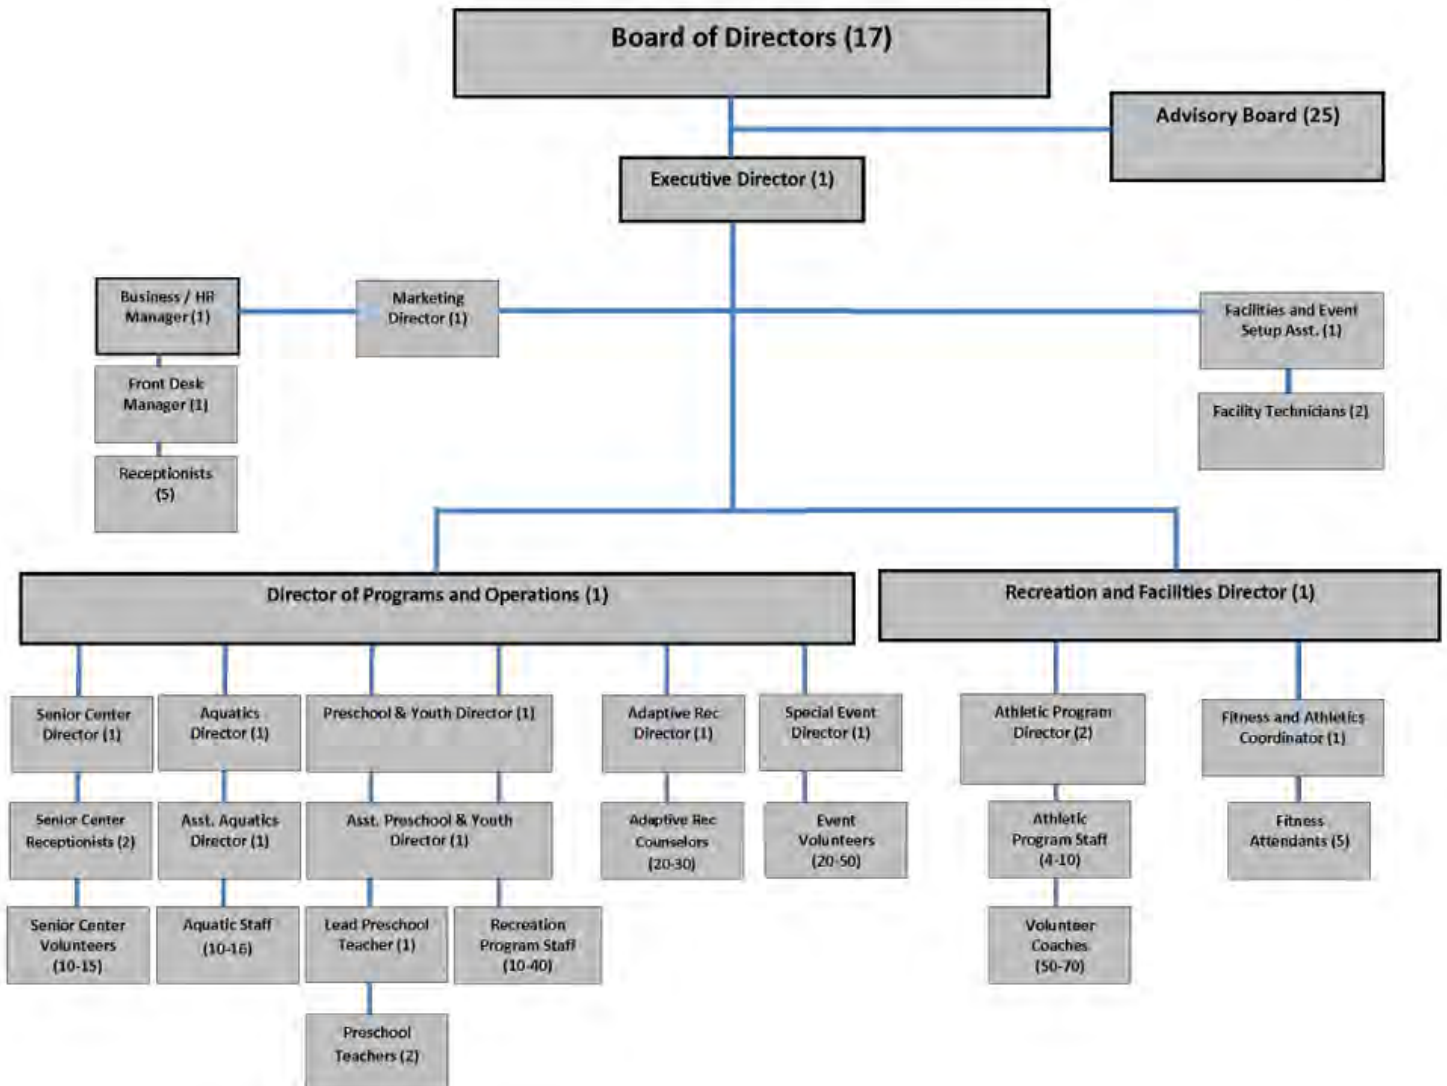 Board of Directors (17)
Advisory Board (25)
Executive Director (1)
Business / HR
Manager (1)
Marketing
Director (1)
Facilities and Event
Setup Asst. (1)
Front Desk
Manager (1)
Facility Technicians (2)
Receptionists
(5)
Director of Programs and Operations (1)
Recreation and Facilities Director (1)
Senior Center
Director (1)
Aquatics
Director (1)
Preschool & Youth Director (1)
Adaptive Rec
Director (1)
Special Event
Director (1)
Athletic Program
Director (2)
Fitness and Athletics
Coordinator (1)
Senior Center
Receptionists (2)
Asst. Aquatics
Director (1)
Asst. Preschool & Youth
Director (1)
Adaptive Rec
Counselors
(20-30)
Event
Volunteers
(20-50)
Athletic
Program Staff
(4-10)
Fitness
Attendants (5)
Senior Center
Volunteers
(10-15)
Aquatic Staff
(10-16)
Lead Preschool
Teacher (1)
Recreation
Program Staff
(10-40)
Volunteer
Coaches
(50-70)
Preschool
Teachers (2)